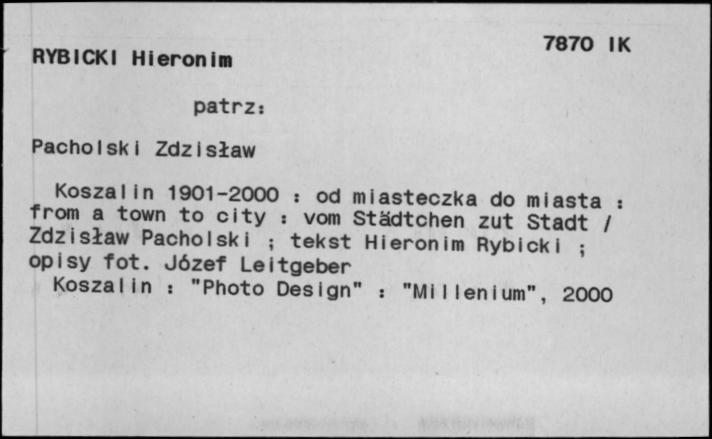 7870 IK
RYBICKI Hieronim
patrz:
Pacholski Zdzisław
Koszalin 1901-2000 : od miasteczka do miasta :
from a town to city : vom Städtchen zut Stadt /
Zdzisław Pacholski ; tekst Hieronim Rybicki ;
opisy fot. Józef Leitgeber
Koszalin : "Photo Design" : "Millenium", 2000